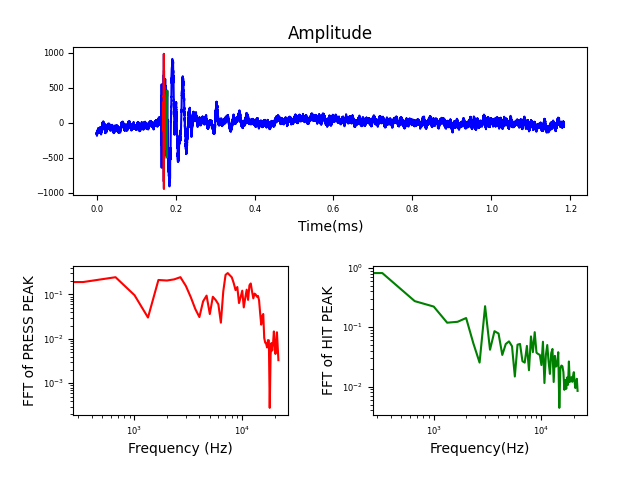 Amplitude
1000
500
0
−500
−1000
0.0 0.2 0.4 0.6 0.8 1.0 1.2
Time(ms)
FFT of PRESS PEAK
10⁻¹
10⁻²
10⁻³
10³ 10⁴
Frequency (Hz)
FFT of HIT PEAK
10⁰
10⁻¹
10⁻²
10³ 10⁴
Frequency(Hz)